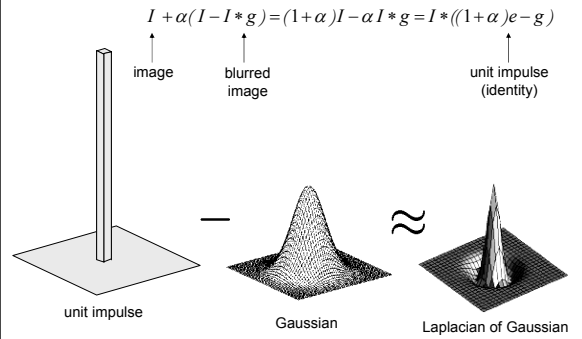 I + α(I − I * g) = (1 + α)I − αI * g = I * ((1 + α)e − g)
image
blurred
image
unit impulse
(identity)
−
≈
unit impulse
Gaussian
Laplacian of Gaussian